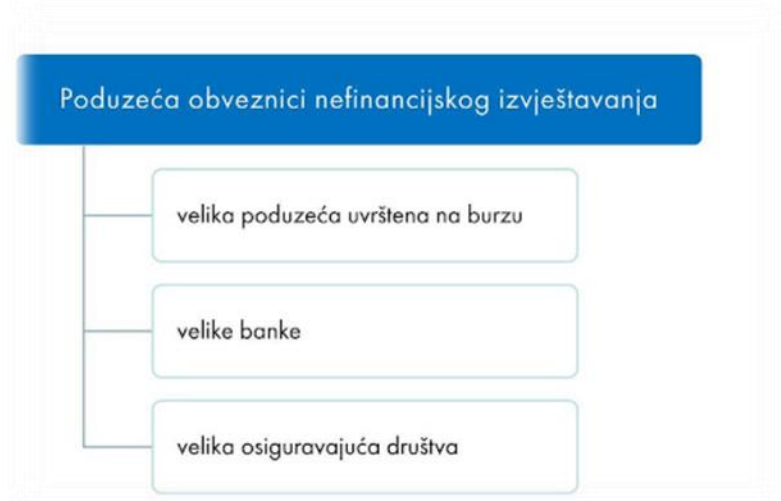 Poduzeća obveznici nefinancijskog izvještavanja
velika poduzeća uvrštena na burzu
velike banke
velika osiguravajuća društva